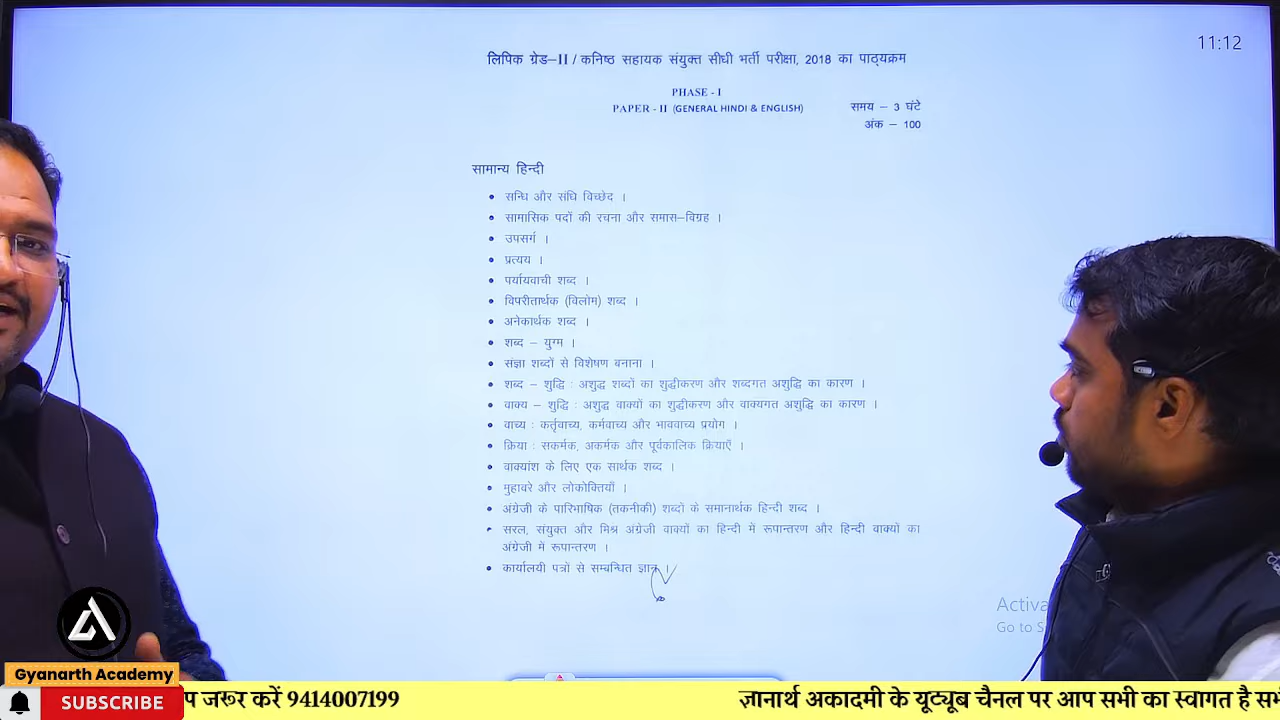 11:12
लिपिक ग्रेड–II / कनिष्ठ सहायक संयुक्त सीधी भर्ती परीक्षा, 2018 का पाठ्यक्रम
PHASE - I
PAPER - II (GENERAL HINDI & ENGLISH)
समय – 3 घंटे
अंक – 100
सामान्य हिन्दी
• सन्धि और संधि विच्छेद ।
• सामासिक पदों की रचना और समास–विग्रह ।
• उपसर्ग ।
• प्रत्यय ।
• पर्यायवाची शब्द ।
• विपरीतार्थक (विलोम) शब्द ।
• अनेकार्थक शब्द ।
• शब्द – युग्म ।
• संज्ञा शब्दों से विशेषण बनाना ।
• शब्द – शुद्धि : अशुद्ध शब्दों का शुद्धीकरण और शब्दगत अशुद्धि का कारण ।
• वाक्य – शुद्धि : अशुद्ध वाक्यों का शुद्धीकरण और वाक्यगत अशुद्धि का कारण ।
• वाच्य : कर्तृवाच्य, कर्मवाच्य और भाववाच्य प्रयोग ।
• क्रिया : सकर्मक, अकर्मक और पूर्वकालिक क्रियाएँ ।
• वाक्यांश के लिए एक सार्थक शब्द ।
• मुहावरे और लोकोक्तियाँ ।
• अंग्रेजी के पारिभाषिक (तकनीकी) शब्दों के समानार्थक हिन्दी शब्द ।
• सरल, संयुक्त और मिश्र अंग्रेजी वाक्यों का हिन्दी में रूपान्तरण और हिन्दी वाक्यों का
अंग्रेजी में रूपान्तरण ।
• कार्यालयी पत्रों से सम्बन्धित ज्ञान ।
Activa
Go to S
Gyanarth Academy
SUBSCRIBE
प जरूर करें 9414007199
ज्ञानार्थ अकादमी के यूट्यूब चैनल पर आप सभी का स्वागत है सभ